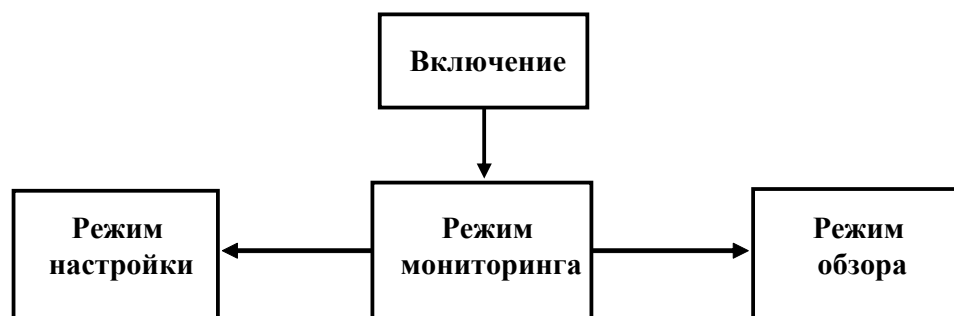 Включение
Режим
настройки
Режим
мониторинга
Режим
обзора